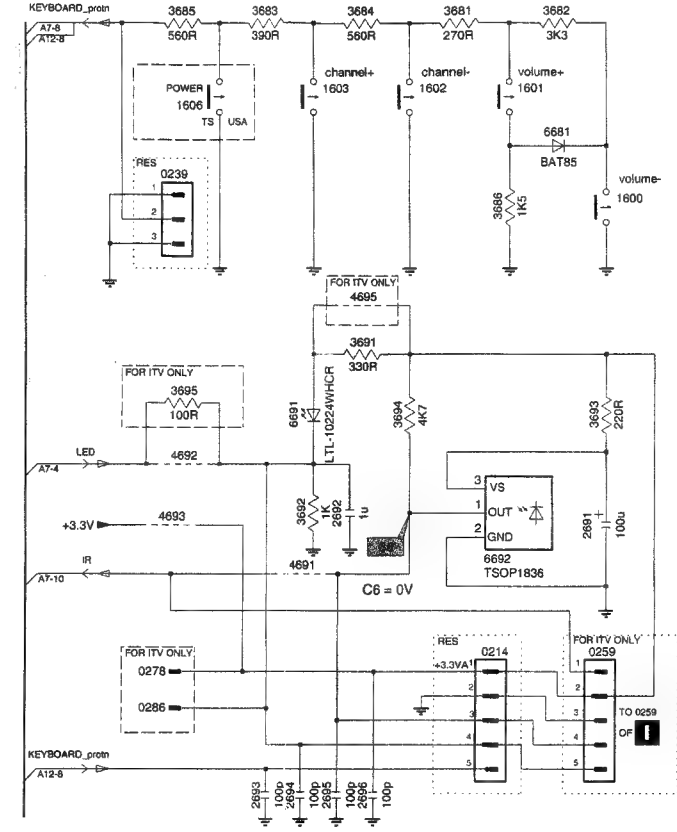 KEYBOARD_protn
A7-8
A12-8
3685
560R
3683
390R
3684
560R
3681
270R
3682
3K3
POWER
1606
TS USA
channel+
1603
channel-
1602
volume+
1601
6681
BAT85
3686
1K5
volume-
1600
RES
0239
1
2
3
FOR ITV ONLY
4695
3691
330R
FOR ITV ONLY
3695
100R
6691
LTL-10224WHCR
3694
4K7
3693
220R
LED
A7-4
4692
3692
1K
2692
1u
3 VS
1 OUT
2 GND
6692
TSOP1836
2691
+
100u
+3.3V
4693
IR
A7-10
4691
C6 = 0V
FOR ITV ONLY
0278
0286
RES
0214
+3.3VA 1
2
3
4
5
FOR ITV ONLY
0259
1
2
3
4
5
TO 0259
OF I
KEYBOARD_protn
A12-8
2693
100p
2694
100p
2695
100p
2696
100p